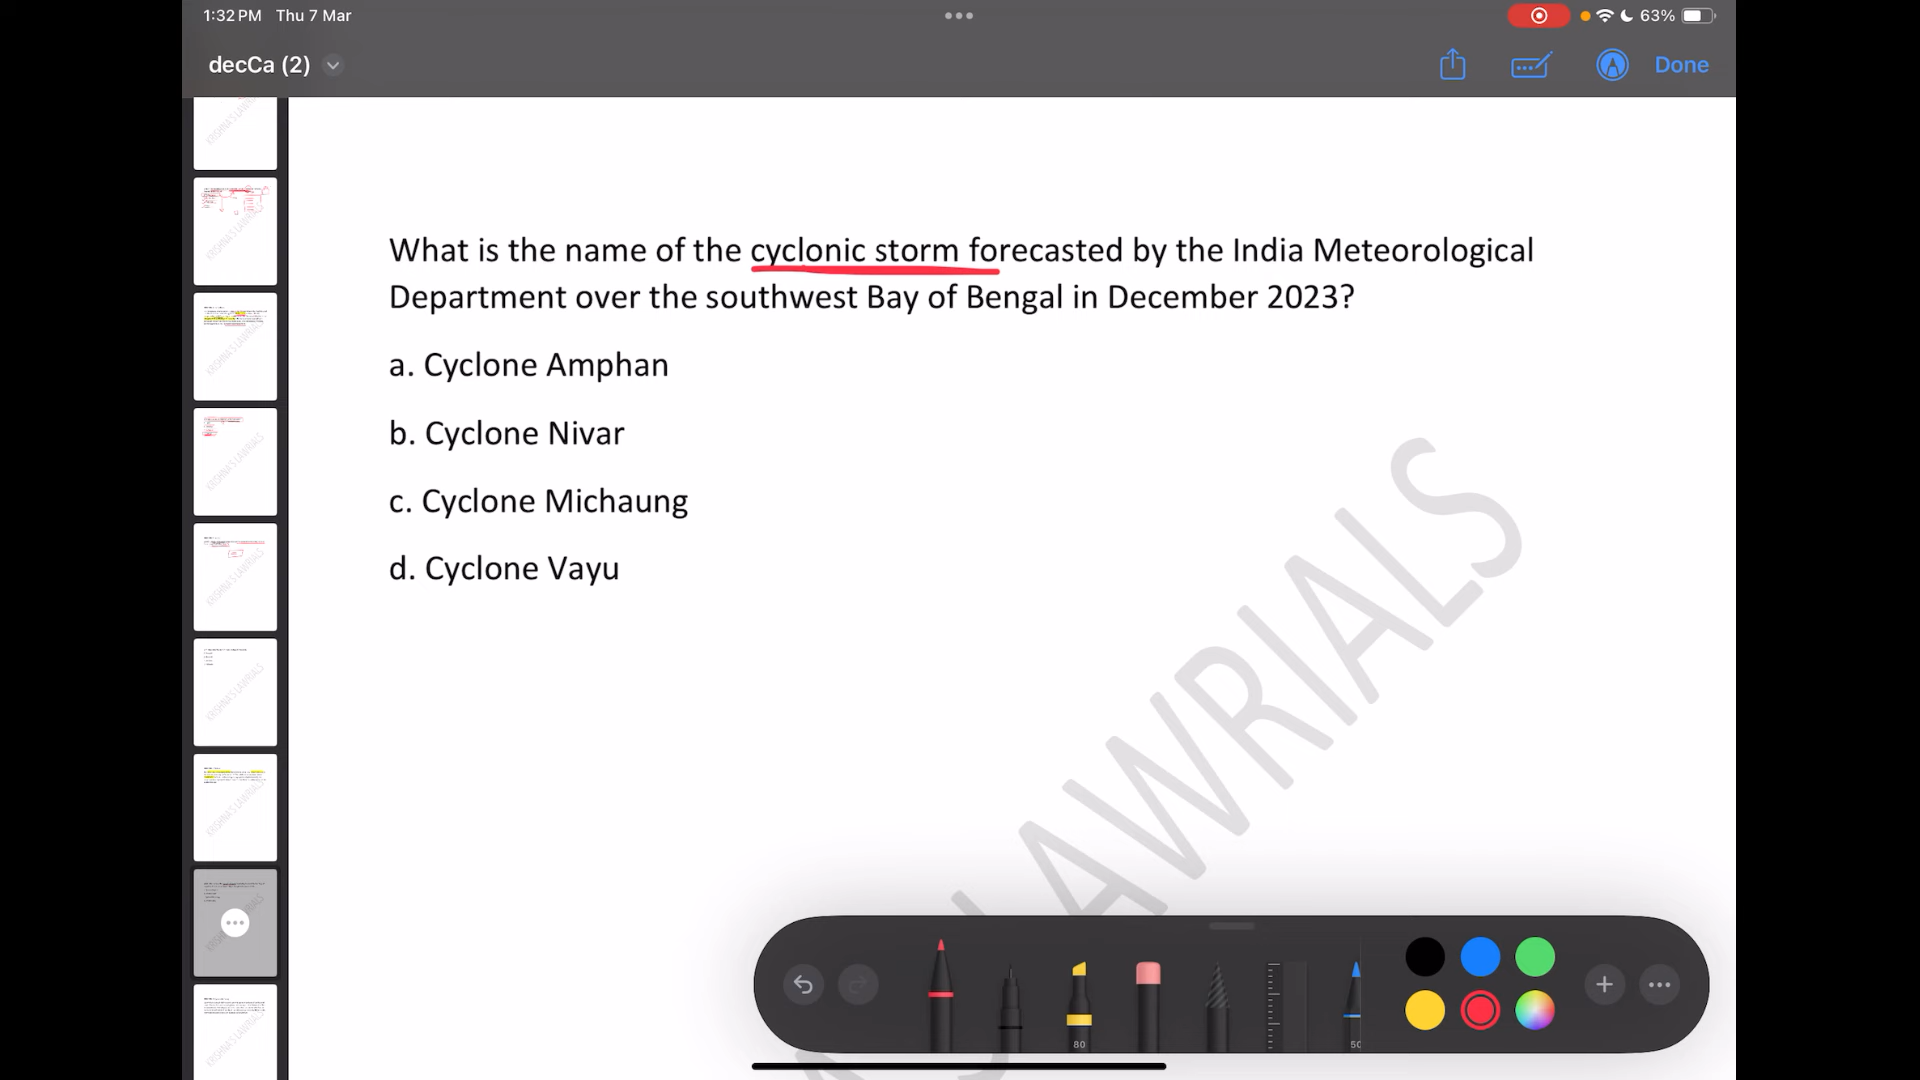 1:32 PM Thu 7 Mar
63%
decCa (2)
Done
What is the name of the cyclonic storm forecasted by the India Meteorological
Department over the southwest Bay of Bengal in December 2023?
a. Cyclone Amphan
b. Cyclone Nivar
c. Cyclone Michaung
d. Cyclone Vayu
LAWRIALS
80
50